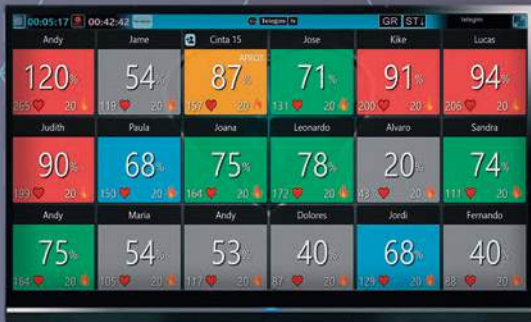 00:05:17 00:42:42 Telegim GR ST↓ telegim
Andy Jame Cinta 15 Jose Kike Lucas
APROX
120% 54% 87% 71% 91% 94%
265 20 119 20 157 20 131 20 200 20 206 20
Judith Paula Joana Leonardo Alvaro Sandra
90% 68% 75% 78% 20% 74%
199 20 150 20 164 20 172 20 43 20 111 20
Andy Maria Andy Dolores Jordi Fernando
75% 54% 53% 40% 68% 40%
164 20 105 20 117 20 87 20 129 20 88 20